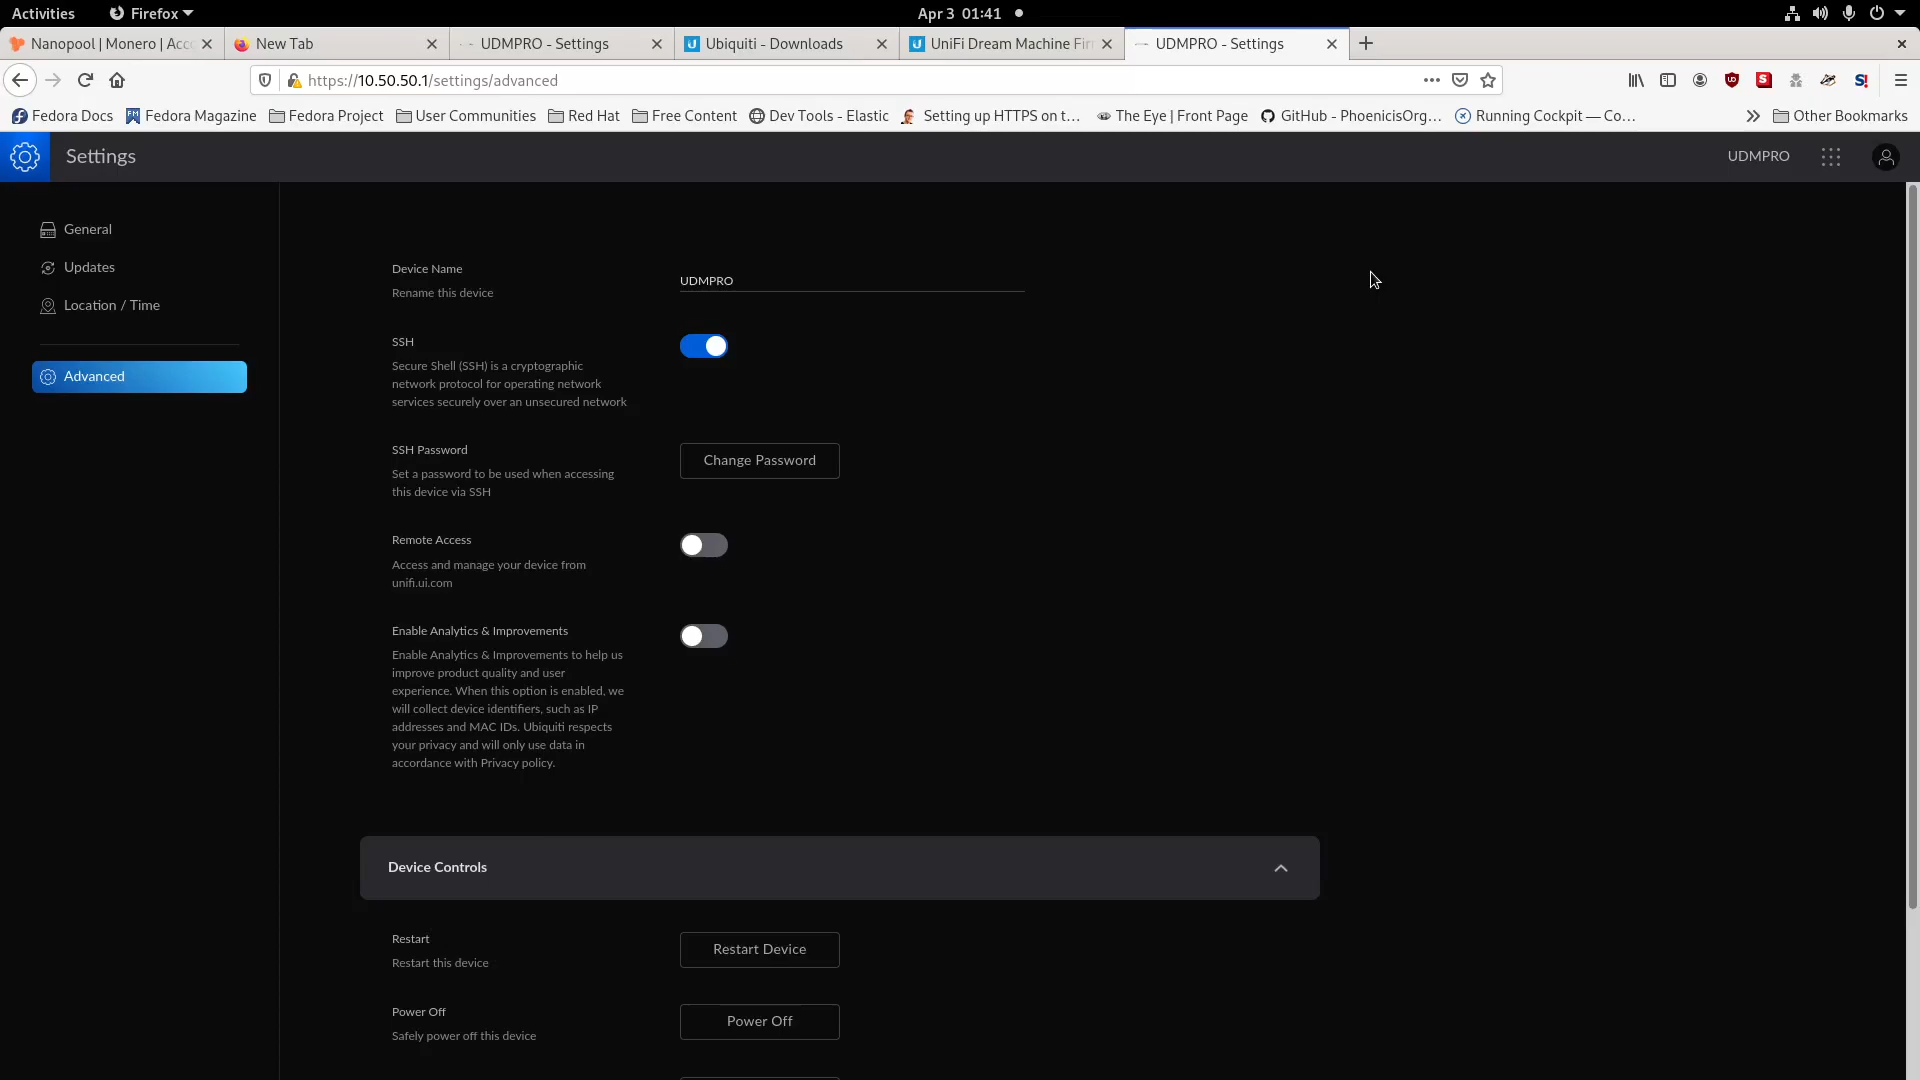 Activities
Firefox
Apr 3 01:41
Nanopool | Monero | Acc
New Tab
UDMPRO - Settings
Ubiquiti - Downloads
UniFi Dream Machine Fir
UDMPRO - Settings
https://10.50.50.1/settings/advanced
Fedora Docs
Fedora Magazine
Fedora Project
User Communities
Red Hat
Free Content
Dev Tools - Elastic
Setting up HTTPS on t...
The Eye | Front Page
GitHub - PhoenicisOrg...
Running Cockpit — Co...
Other Bookmarks
Settings
UDMPRO
General
Updates
Location / Time
Advanced
Device Name
Rename this device
UDMPRO
SSH
Secure Shell (SSH) is a cryptographic
network protocol for operating network
services securely over an unsecured network
SSH Password
Set a password to be used when accessing
this device via SSH
Change Password
Remote Access
Access and manage your device from
unifi.ui.com
Enable Analytics & Improvements
Enable Analytics & Improvements to help us
improve product quality and user
experience. When this option is enabled, we
will collect device identifiers, such as IP
addresses and MAC IDs. Ubiquiti respects
your privacy and will only use data in
accordance with Privacy policy.
Device Controls
Restart
Restart this device
Restart Device
Power Off
Safely power off this device
Power Off